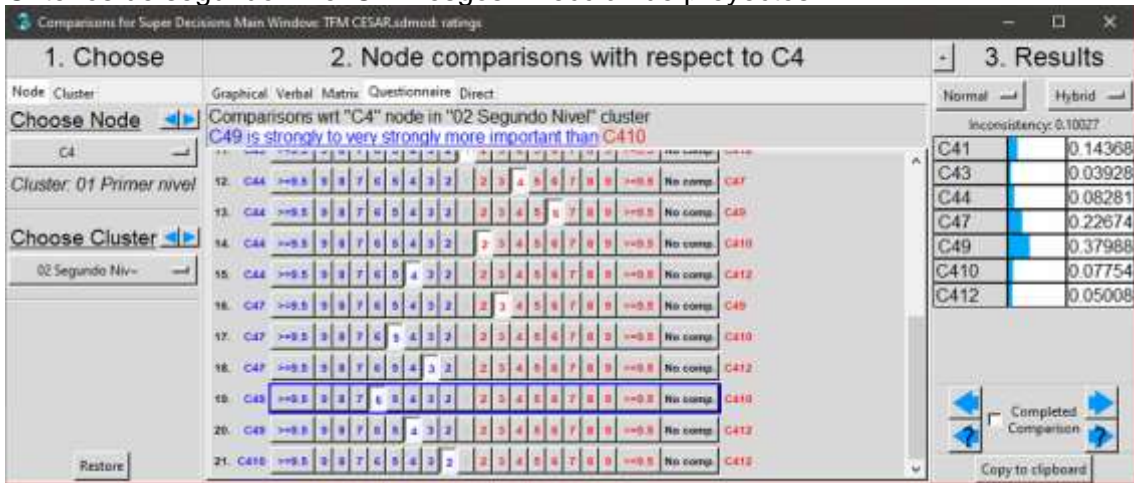 Comparisons for Super Decisions Main Window: TFM CESAR.sdmod: ratings
1. Choose
Node Cluster
Choose Node
C4
Cluster: 01 Primer nivel
Choose Cluster
02 Segundo Niv~
Restore
2. Node comparisons with respect to C4
Graphical Verbal Matrix Questionnaire Direct
Comparisons wrt "C4" node in "02 Segundo Nivel" cluster
C49 is strongly to very strongly more important than C410
12. C44 >=9.5 9 8 7 6 5 4 3 2 2 3 4 5 6 7 8 9 >=9.5 No comp. C47
13. C44 >=9.5 9 8 7 6 5 4 3 2 2 3 4 5 6 7 8 9 >=9.5 No comp. C49
14. C44 >=9.5 9 8 7 6 5 4 3 2 2 3 4 5 6 7 8 9 >=9.5 No comp. C410
15. C44 >=9.5 9 8 7 6 5 4 3 2 2 3 4 5 6 7 8 9 >=9.5 No comp. C412
16. C47 >=9.5 9 8 7 6 5 4 3 2 2 3 4 5 6 7 8 9 >=9.5 No comp. C49
17. C47 >=9.5 9 8 7 6 5 4 3 2 2 3 4 5 6 7 8 9 >=9.5 No comp. C410
18. C47 >=9.5 9 8 7 6 5 4 3 2 2 3 4 5 6 7 8 9 >=9.5 No comp. C412
19. C49 >=9.5 9 8 7 6 5 4 3 2 2 3 4 5 6 7 8 9 >=9.5 No comp. C410
20. C49 >=9.5 9 8 7 6 5 4 3 2 2 3 4 5 6 7 8 9 >=9.5 No comp. C412
21. C410 >=9.5 9 8 7 6 5 4 3 2 2 3 4 5 6 7 8 9 >=9.5 No comp. C412
- 3. Results
Normal Hybrid
Inconsistency: 0.10027
C41 0.14368
C43 0.03928
C44 0.08281
C47 0.22674
C49 0.37988
C410 0.07754
C412 0.05008
Completed
Comparison
? ?
Copy to clipboard